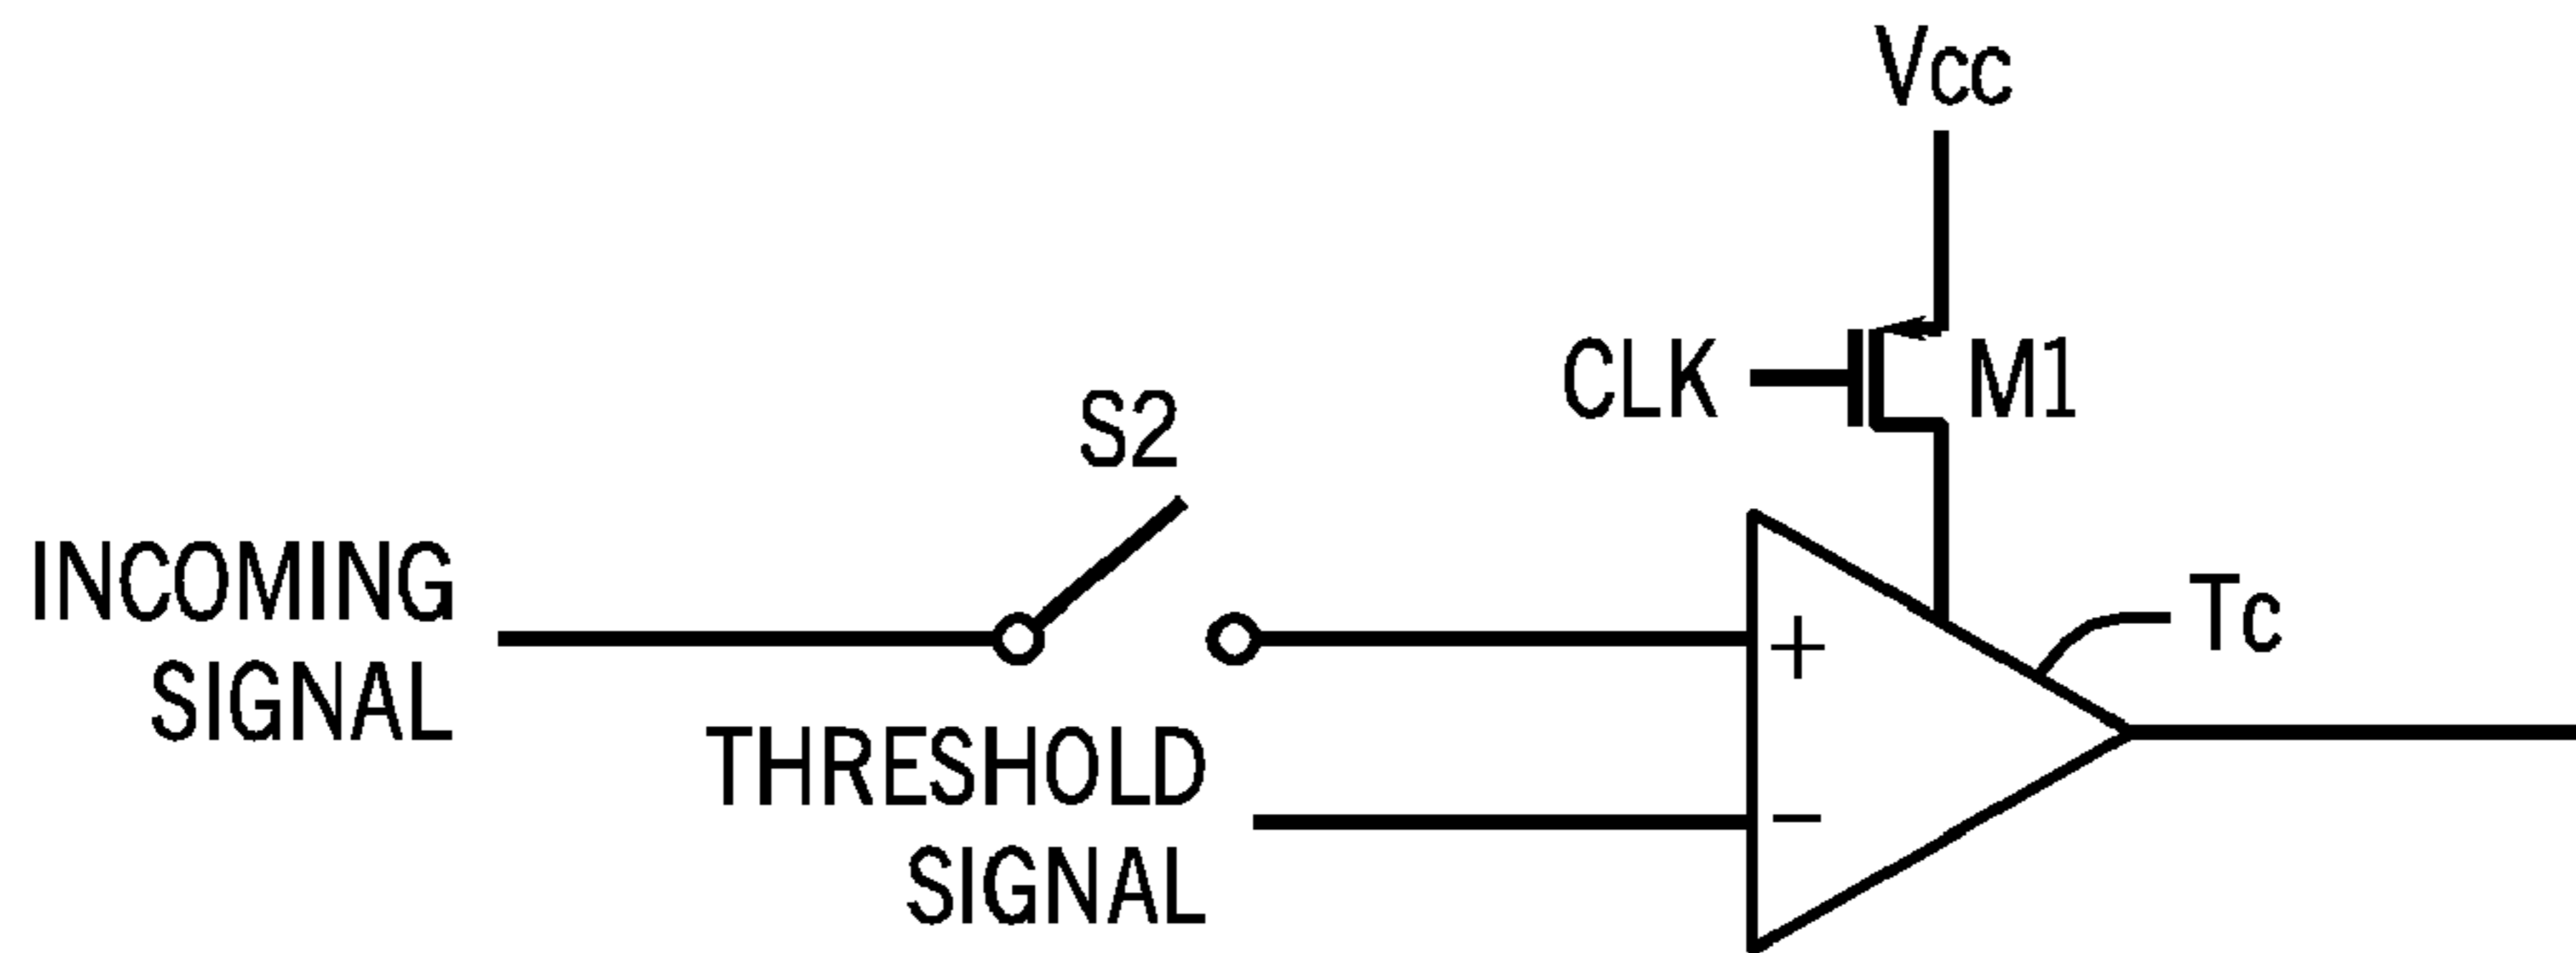 Vcc
CLK
M1
S2
INCOMING
SIGNAL
Tc
+
THRESHOLD
SIGNAL
−